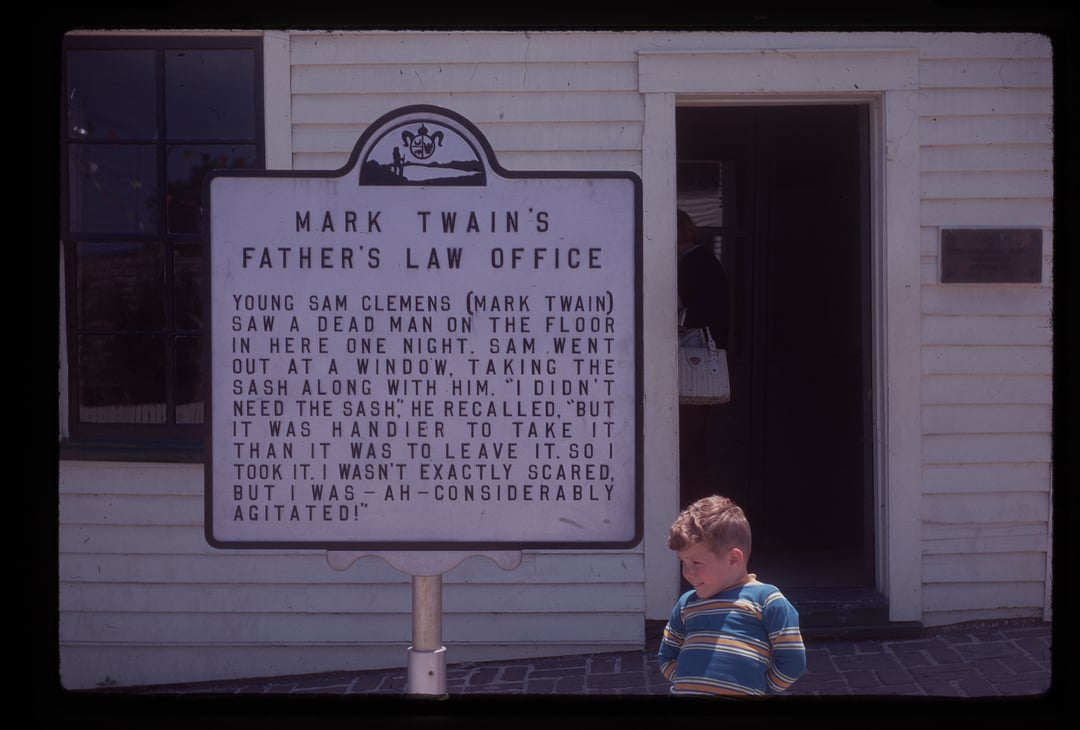 MARK TWAIN'S
FATHER'S LAW OFFICE
YOUNG SAM CLEMENS (MARK TWAIN)
SAW A DEAD MAN ON THE FLOOR
IN HERE ONE NIGHT. SAM WENT
OUT AT A WINDOW, TAKING THE
SASH ALONG WITH HIM. "I DIDN'T
NEED THE SASH," HE RECALLED, "BUT
IT WAS HANDIER TO TAKE IT
THAN IT WAS TO LEAVE IT. SO I
TOOK IT. I WASN'T EXACTLY SCARED,
BUT I WAS – AH – CONSIDERABLY
AGITATED!"